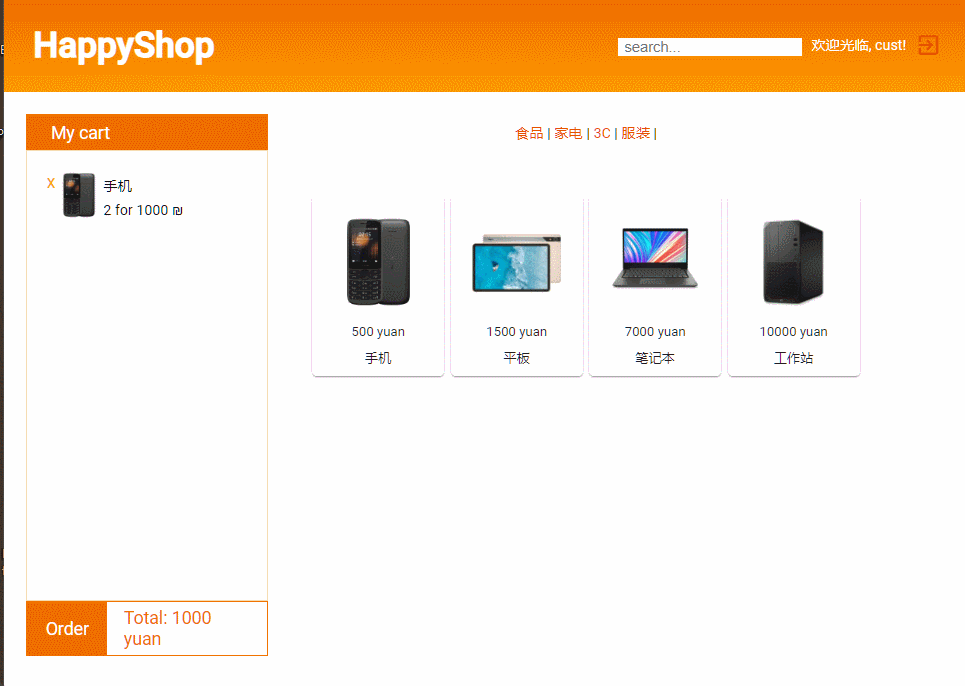 HappyShop
search...
欢迎光临, cust!
My cart
X
手机
2 for 1000 ₪
食品 | 家电 | 3C | 服装 |
500 yuan
手机
1500 yuan
平板
7000 yuan
笔记本
10000 yuan
工作站
Order
Total: 1000
yuan